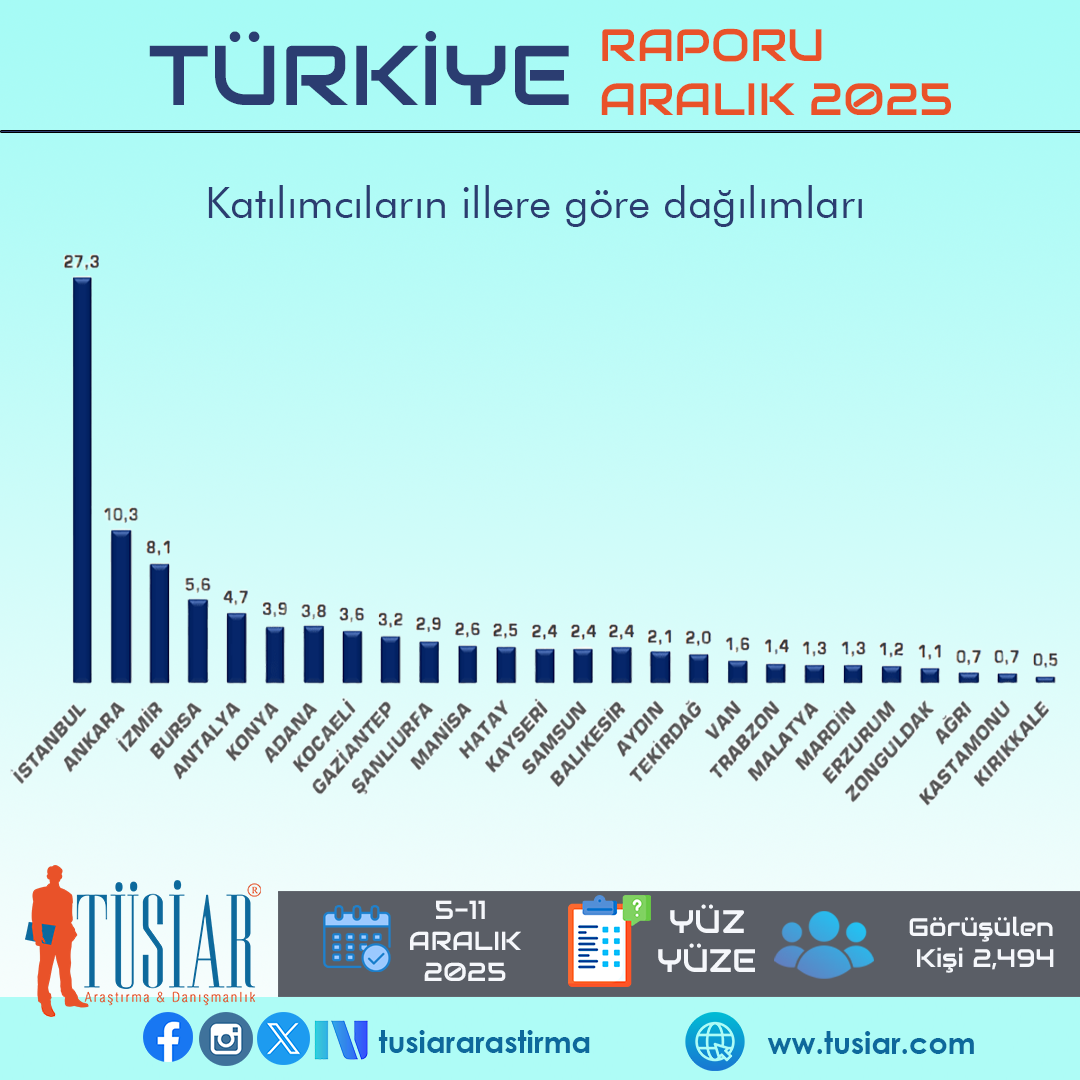 TÜRKİYE
RAPORU
ARALIK 2025
Katılımcıların illere göre dağılımları
27,3
10,3
8,1
5,6
4,7
3,9
3,8
3,6
3,2
2,9
2,6
2,5
2,4
2,4
2,4
2,1
2,0
1,6
1,4
1,3
1,3
1,2
1,1
0,7
0,7
0,5
İSTANBUL
ANKARA
İZMİR
BURSA
ANTALYA
KONYA
ADANA
KOCAELİ
GAZİANTEP
ŞANLIURFA
MANİSA
HATAY
KAYSERİ
SAMSUN
BALIKESİR
AYDIN
TEKİRDAĞ
VAN
TRABZON
MALATYA
MARDİN
ERZURUM
ZONGULDAK
AĞRI
KASTAMONU
KIRIKKALE
TÜSİAR®
Araştırma & Danışmanlık
5-11
ARALIK
2025
?
YÜZ
YÜZE
Görüşülen
Kişi 2,494
tusiararastirma
ww.tusiar.com